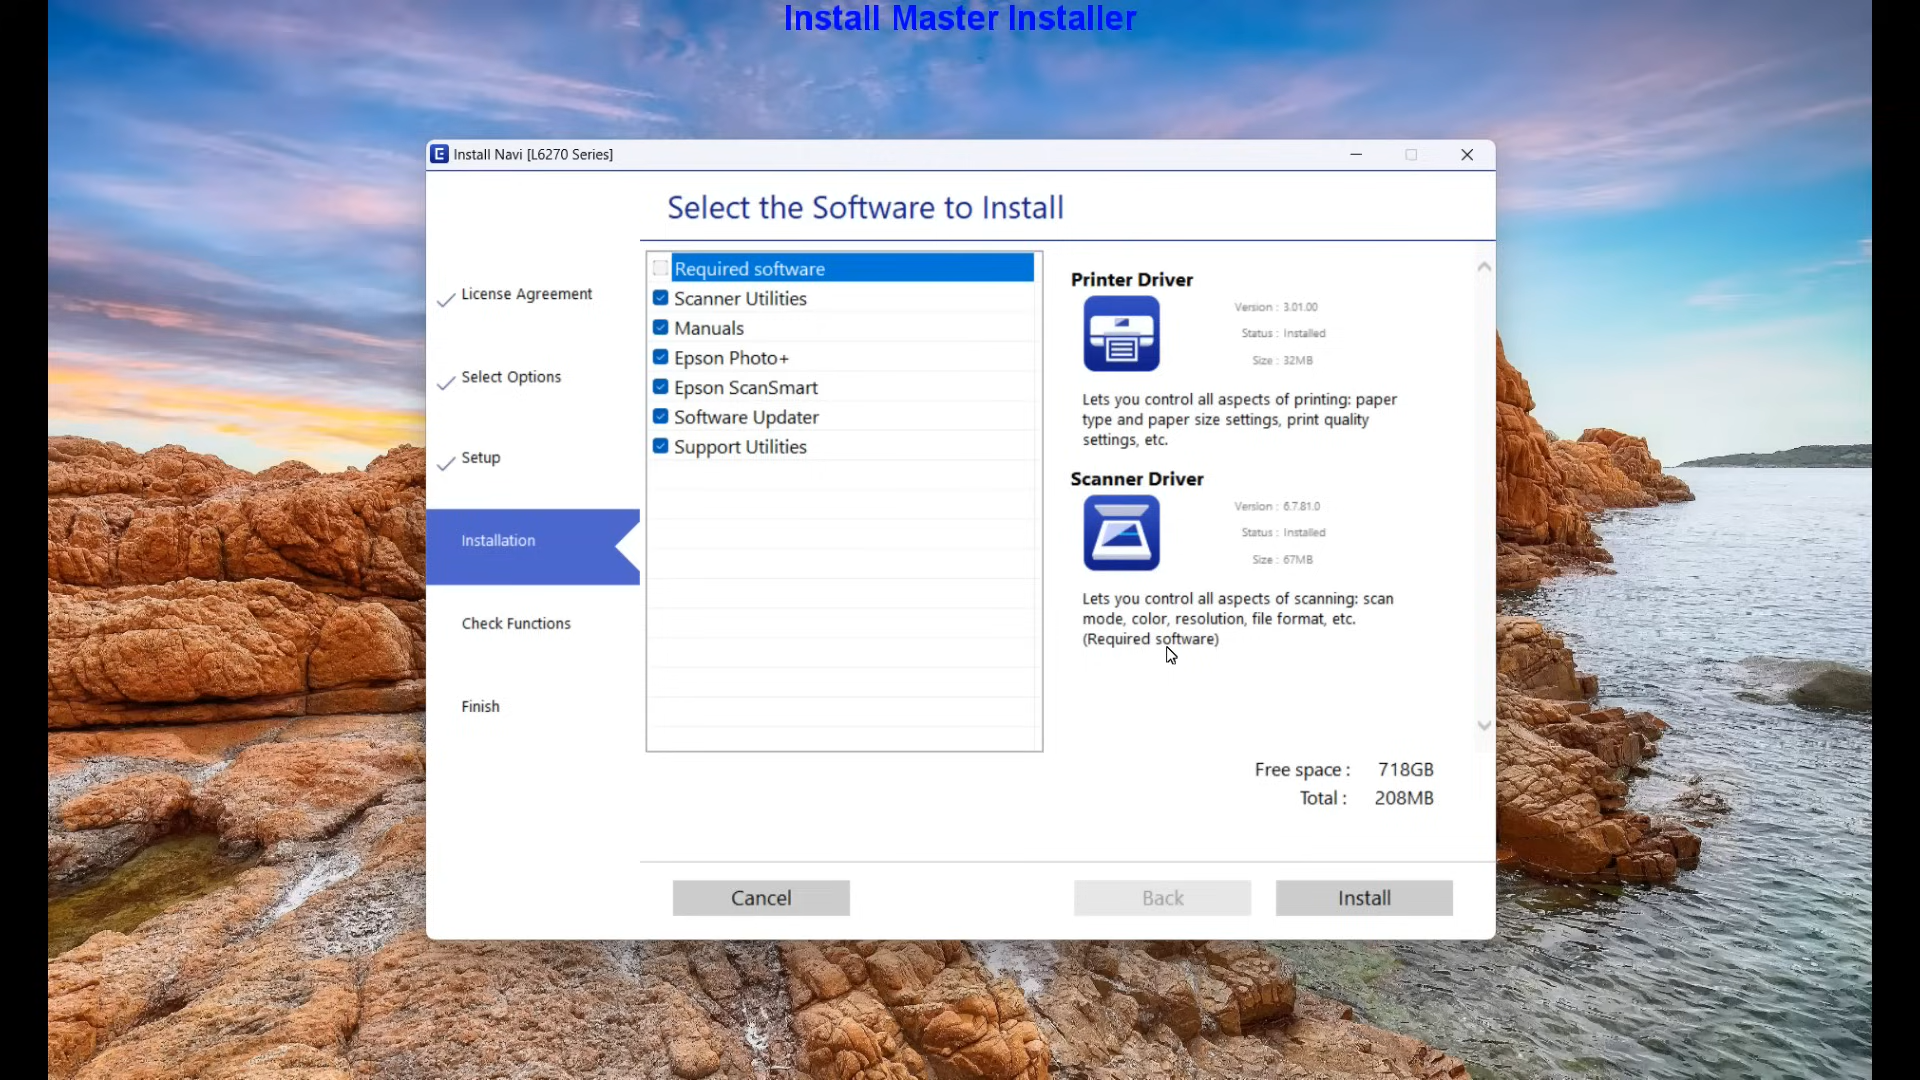 Install Master Installer
Install Navi [L6270 Series]
Select the Software to Install
License Agreement
Select Options
Setup
Installation
Check Functions
Finish
Required software
Scanner Utilities
Manuals
Epson Photo+
Epson ScanSmart
Software Updater
Support Utilities
Printer Driver
Version : 3.01.00
Status : Installed
Size : 32MB
Lets you control all aspects of printing: paper
type and paper size settings, print quality
settings, etc.
Scanner Driver
Version : 6.7.81.0
Status : Installed
Size : 67MB
Lets you control all aspects of scanning: scan
mode, color, resolution, file format, etc.
(Required software)
Free space : 718GB
Total : 208MB
Cancel
Back
Install